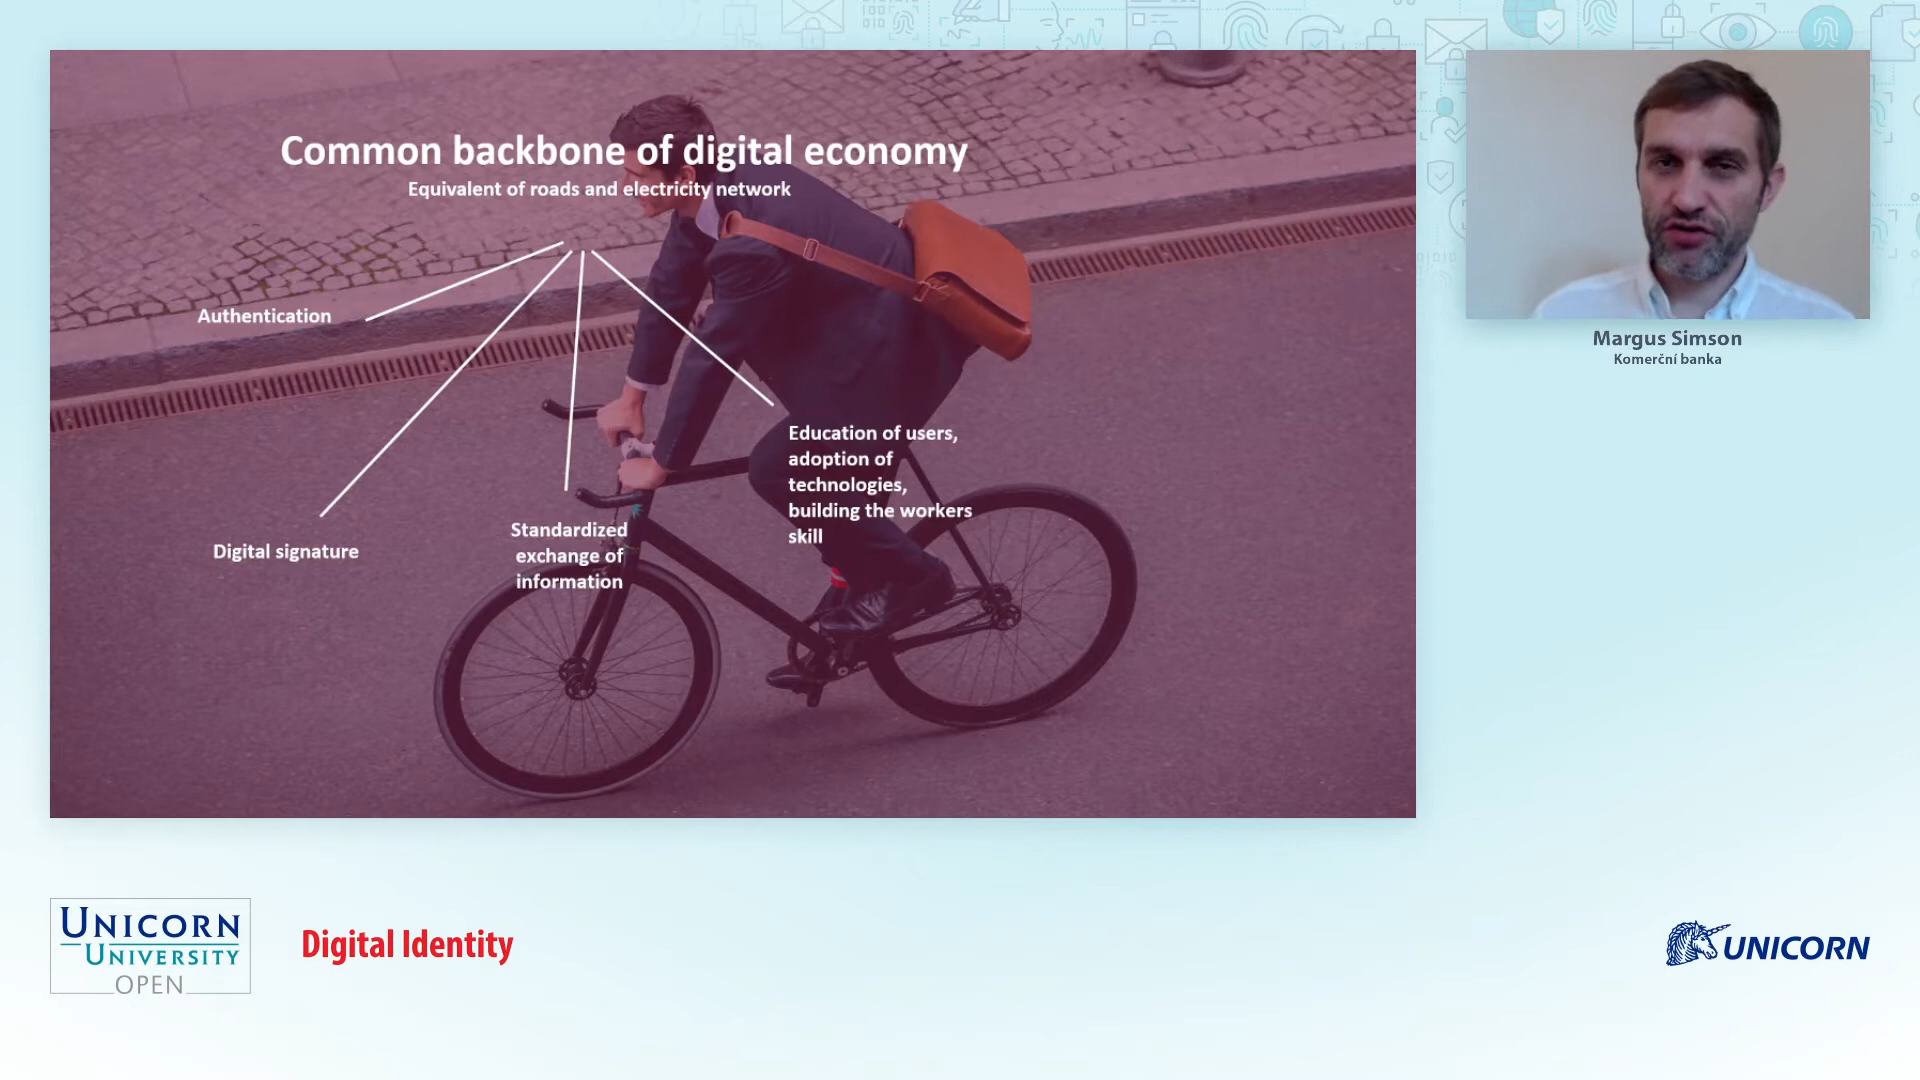 Common backbone of digital economy
Equivalent of roads and electricity network
Authentication
Digital signature
Standardized
exchange of
information
Education of users,
adoption of
technologies,
building the workers
skill
Margus Simson
Komerční banka
UNICORN
UNIVERSITY
OPEN
Digital Identity
UNICORN